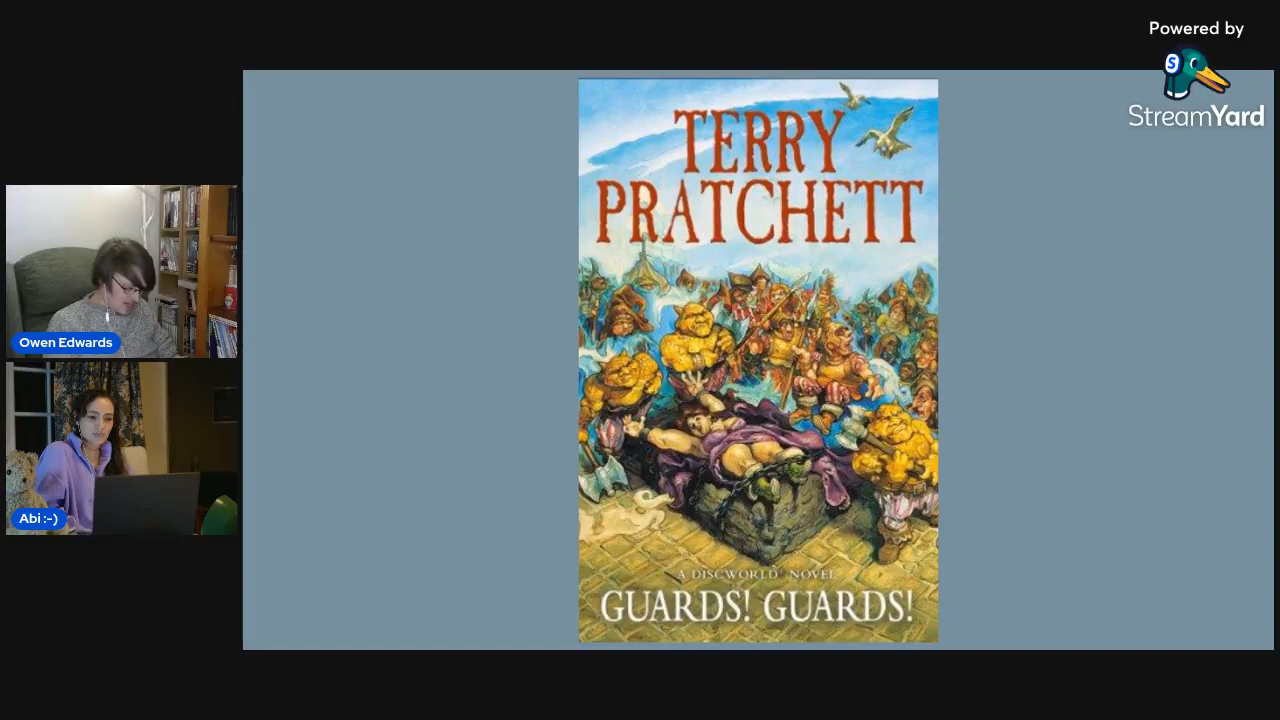 Powered by
S
StreamYard
TERRY
PRATCHETT
A DISCWORLD® NOVEL
GUARDS! GUARDS!
Owen Edwards
Abi :-)